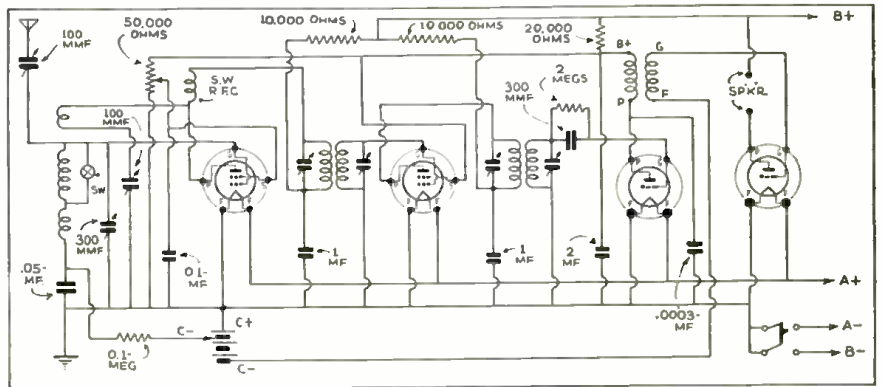 100
MMF
50,000
OHMS
10,000 OHMS
10 000 OHMS
20,000
OHMS
B+
B+
G
P
F
S.W
R.F.C
100
MMF
2
MEGS
300
MMF
SP'K'R.
SW
300
MMF
.05-
MF
0.1-
MF
1
MF
1
MF
2
MF
.0003-
MF
A+
A-
B-
C+
C-
C-
0.1-
MEG